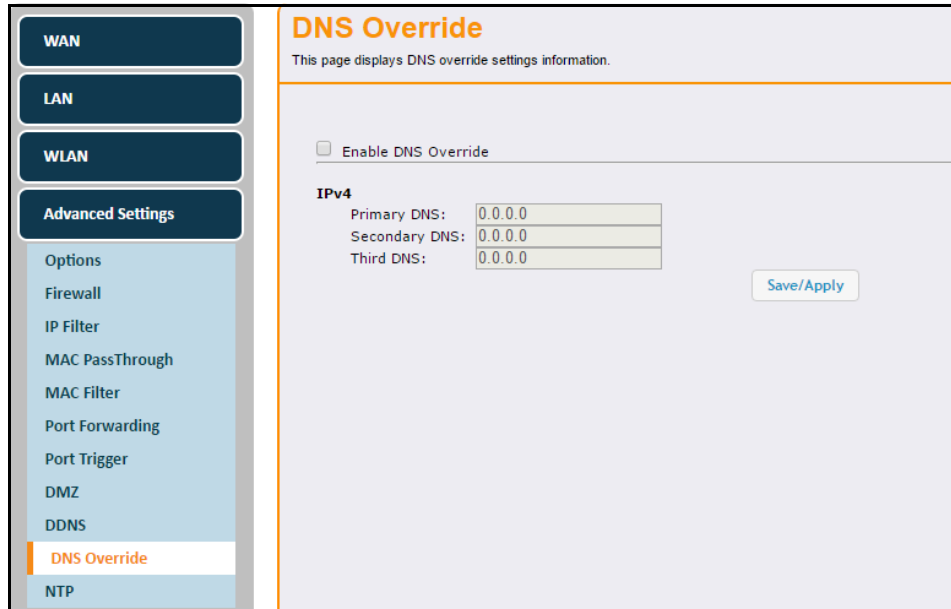 WAN
LAN
WLAN
Advanced Settings
Options
Firewall
IP Filter
MAC PassThrough
MAC Filter
Port Forwarding
Port Trigger
DMZ
DDNS
DNS Override
NTP
DNS Override
This page displays DNS override settings information.
Enable DNS Override
IPv4
Primary DNS: 0.0.0.0
Secondary DNS: 0.0.0.0
Third DNS: 0.0.0.0
Save/Apply